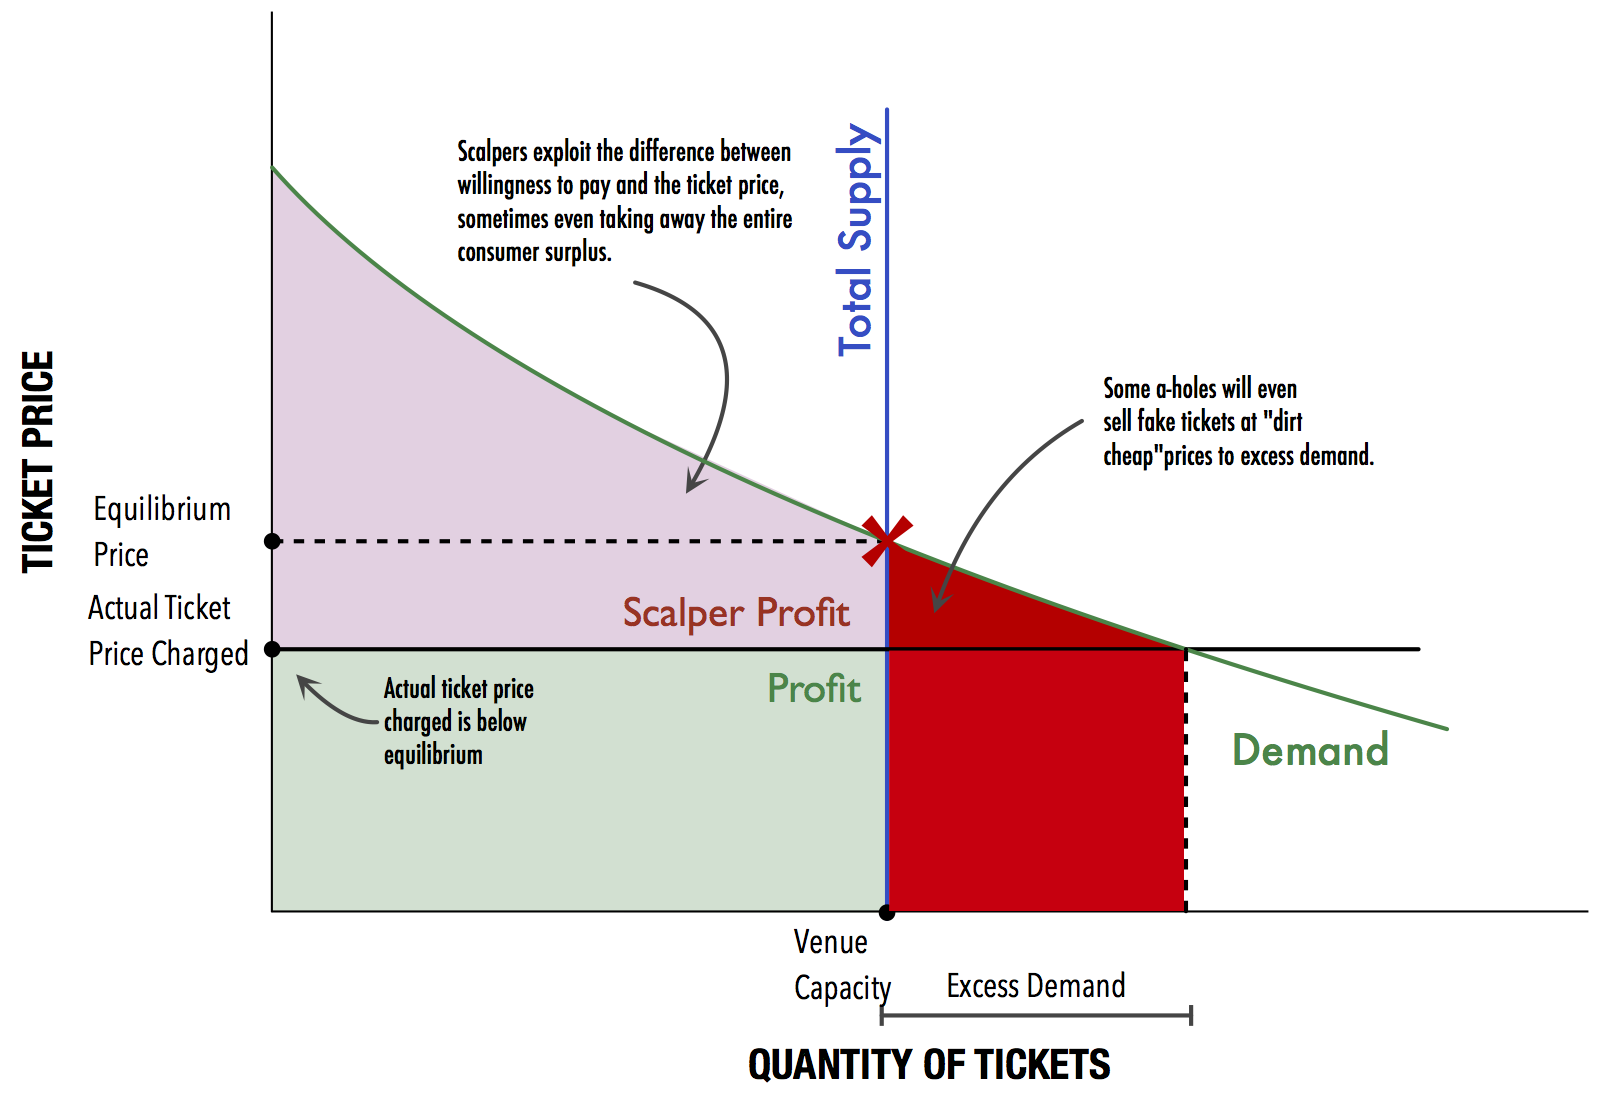 Scalpers exploit the difference between
willingness to pay and the ticket price,
sometimes even taking away the entire
consumer surplus.
Total Supply
Some a-holes will even
sell fake tickets at "dirt
cheap"prices to excess demand.
TICKET PRICE
Equilibrium
Price
Actual Ticket
Price Charged
Scalper Profit
Profit
Actual ticket price
charged is below
equilibrium
Demand
Venue
Capacity
Excess Demand
QUANTITY OF TICKETS